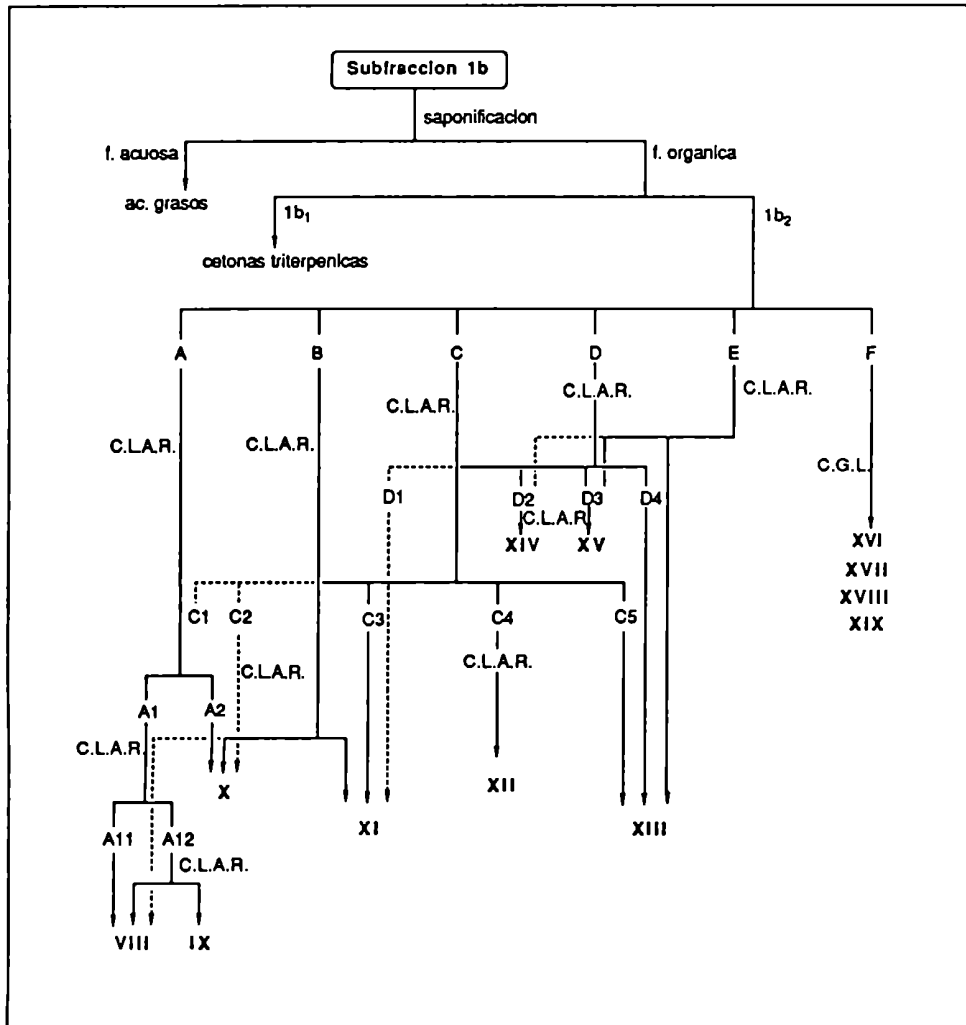 Subfraccion 1b
saponificacion
f. acuosa
f. organica
ac. grasos
1b₁
1b₂
cetonas triterpenicas
A B C D E F
C.L.A.R.
C.L.A.R.
C.L.A.R.
C.L.A.R.
C.L.A.R.
C.G.L.
D1 D2 D3 D4
C.L.A.R
XIV XV
XVI
XVII
XVIII
XIX
C1 C2 C3 C4 C5
C.L.A.R.
C.L.A.R.
A1 A2
C.L.A.R.
X
XII
XI
XIII
A11 A12
C.L.A.R.
VIII IX